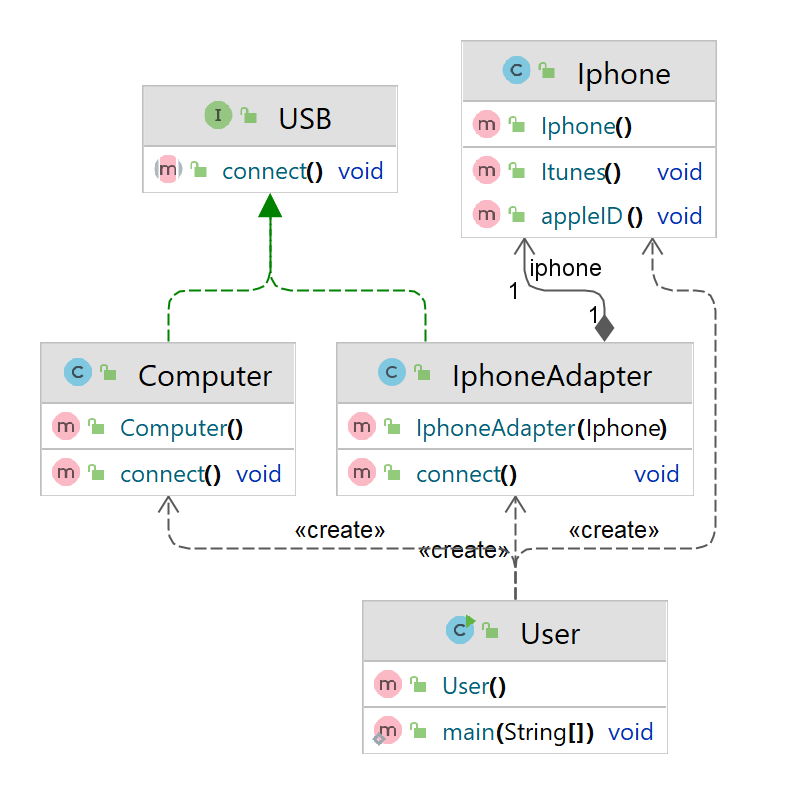 USB
connect() void
Iphone
Iphone()
Itunes() void
appleID() void
iphone
1
1
Computer
Computer()
connect() void
IphoneAdapter
IphoneAdapter(Iphone)
connect() void
«create»
«create»
«create»
User
User()
main(String[]) void